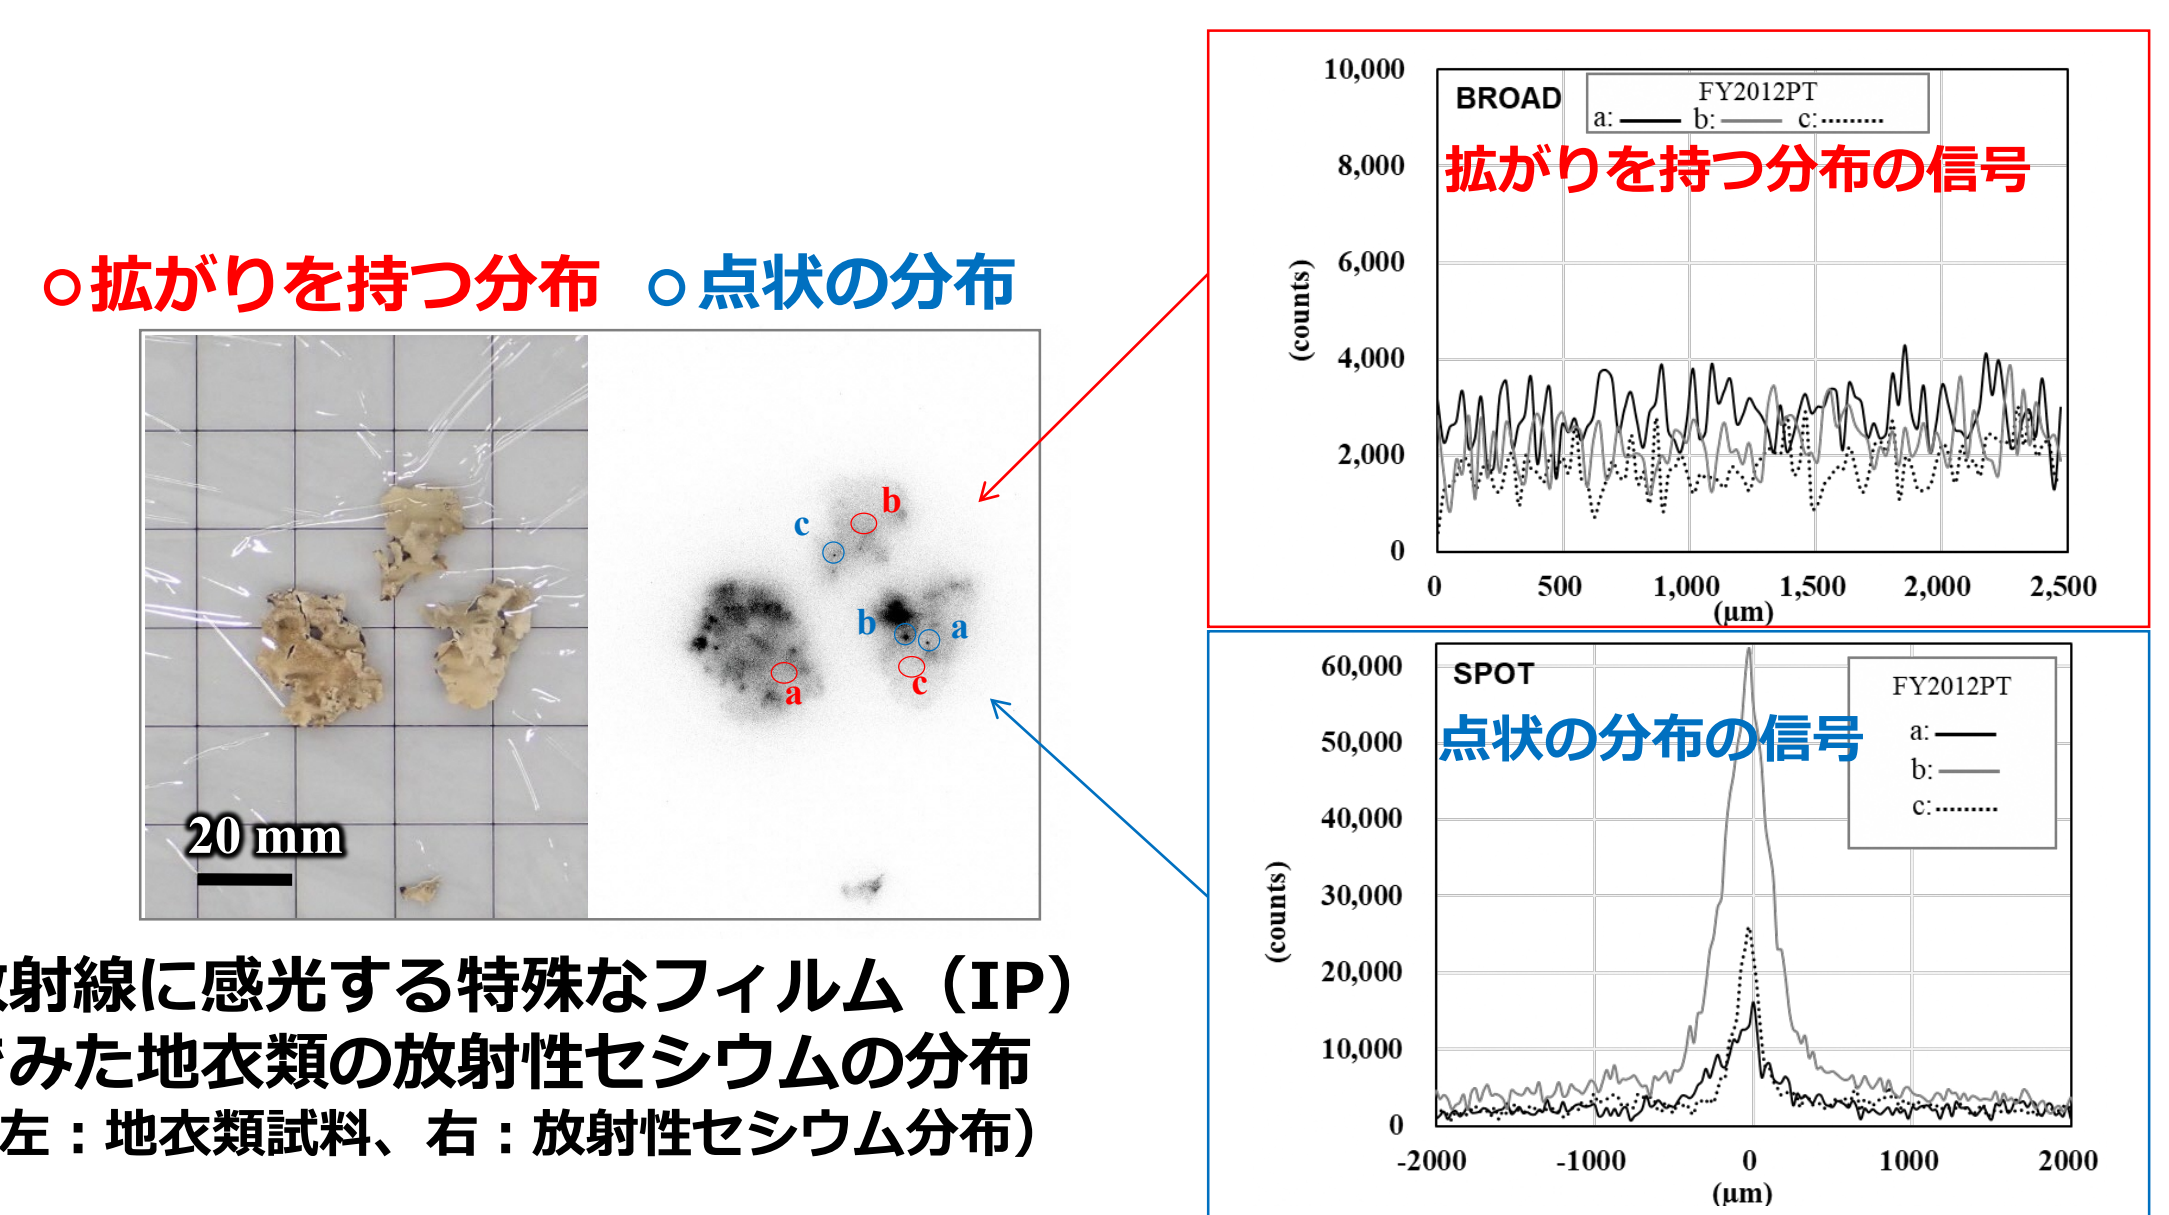 ○拡がりを持つ分布 ○点状の分布
20 mm
a
b
c
a
b
c
射線に感光する特殊なフィルム（IP）
みた地衣類の放射性セシウムの分布
左：地衣類試料、右：放射性セシウム分布）
BROAD
FY2012PT
a: b: c:
拡がりを持つ分布の信号
10,000
8,000
6,000
4,000
2,000
0
(counts)
0 500 1,000 1,500 2,000 2,500
(μm)
SPOT
FY2012PT
a:
b:
c:
点状の分布の信号
60,000
50,000
40,000
30,000
20,000
10,000
0
(counts)
-2000 -1000 0 1000 2000
(μm)